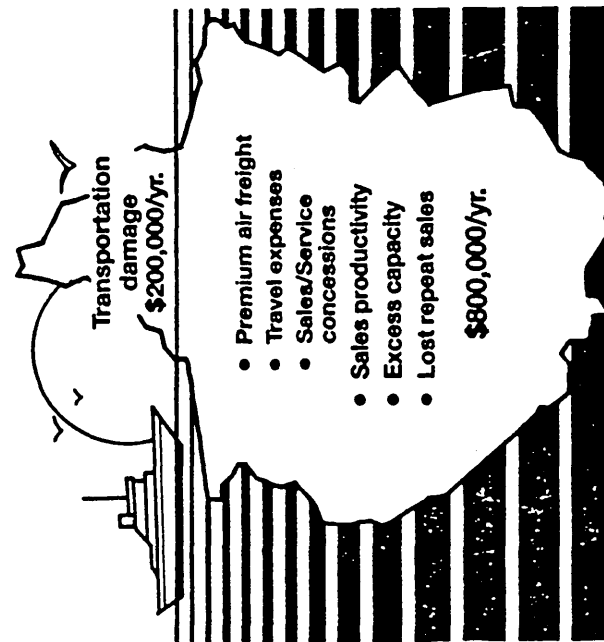 Transportation
damage
$200,000/yr.
• Premium air freight
• Travel expenses
• Sales/Service
concessions
• Sales productivity
• Excess capacity
• Lost repeat sales
$800,000/yr.